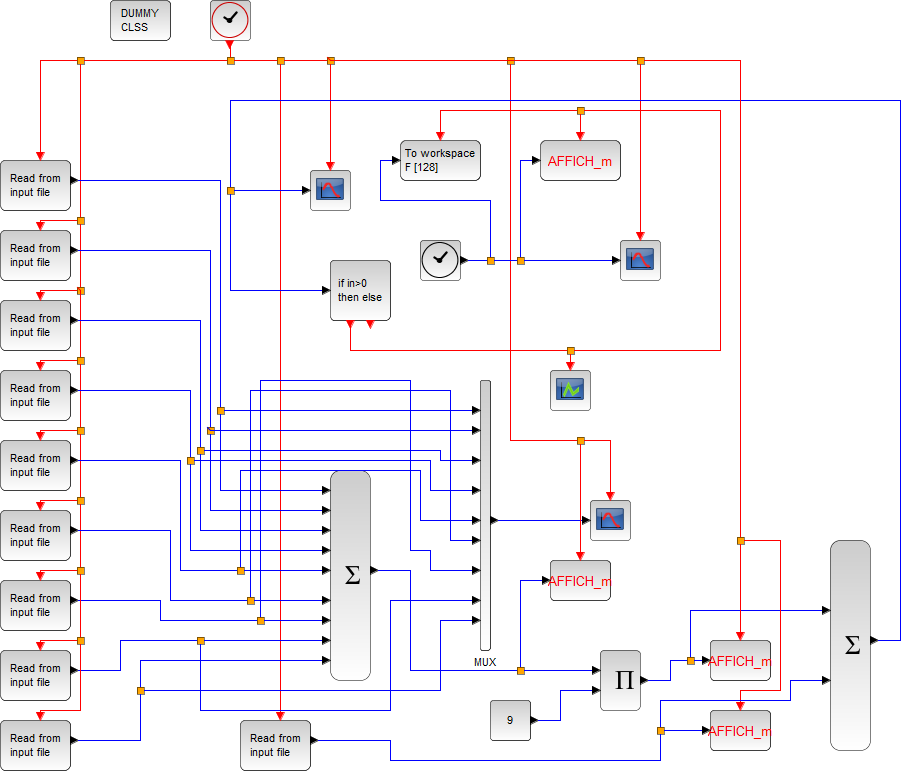 DUMMY
CLSS
To workspace
F [128]
AFFICH_m
Read from
input file
Read from
input file
if in>0
then else
Read from
input file
Read from
input file
Read from
input file
Read from
input file
Σ
AFFICH_m
Read from
input file
MUX
Read from
input file
Π
AFFICH_m
Σ
9
Read from
input file
Read from
input file
AFFICH_m